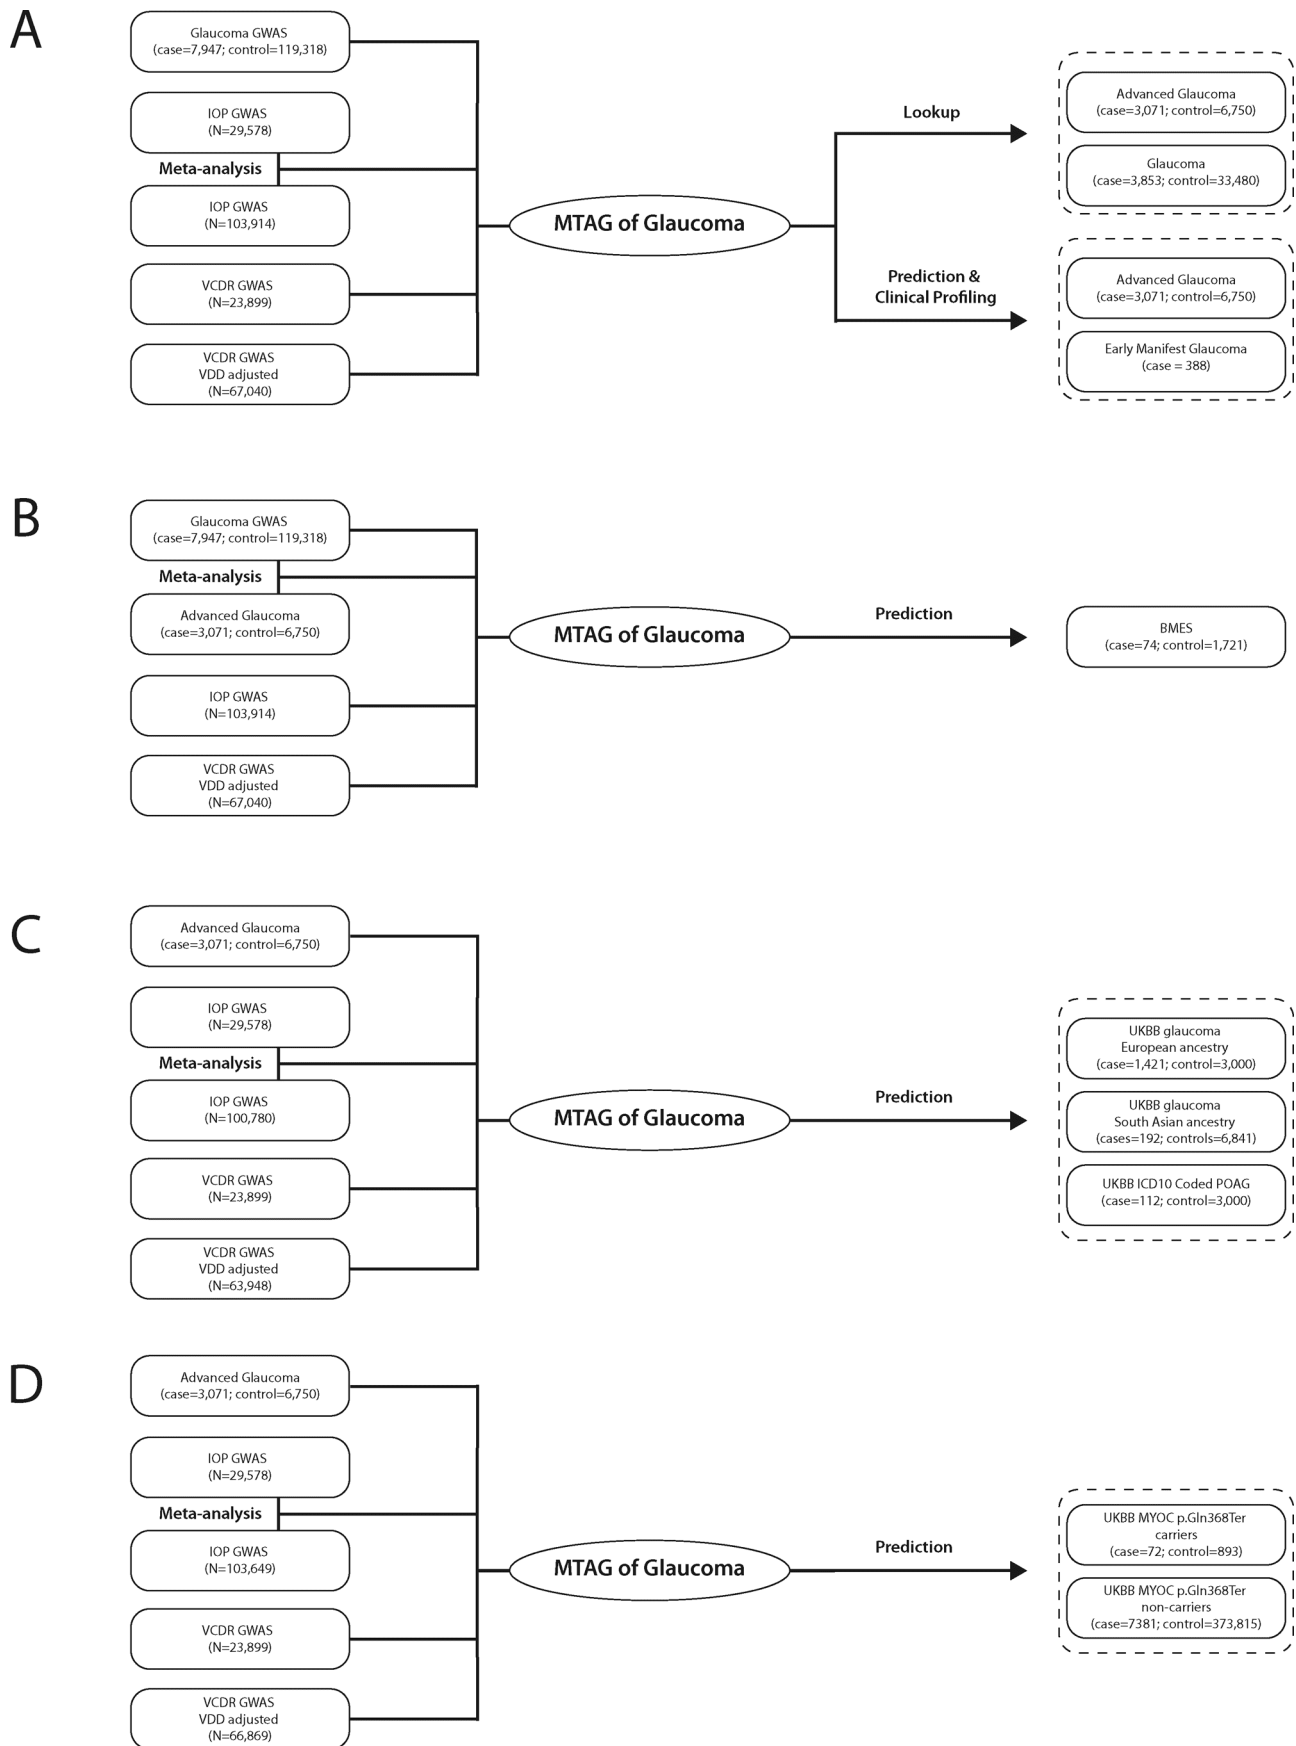 A
Glaucoma GWAS
(case=7,947; control=119,318)
IOP GWAS
(N=29,578)
Meta-analysis
IOP GWAS
(N=103,914)
VCDR GWAS
(N=23,899)
VCDR GWAS
VDD adjusted
(N=67,040)
MTAG of Glaucoma
Lookup
Advanced Glaucoma
(case=3,071; control=6,750)
Glaucoma
(case=3,853; control=33,480)
Prediction &
Clinical Profiling
Advanced Glaucoma
(case=3,071; control=6,750)
Early Manifest Glaucoma
(case = 388)
B
Glaucoma GWAS
(case=7,947; control=119,318)
Meta-analysis
Advanced Glaucoma
(case=3,071; control=6,750)
IOP GWAS
(N=103,914)
VCDR GWAS
VDD adjusted
(N=67,040)
MTAG of Glaucoma
Prediction
BMES
(case=74; control=1,721)
C
Advanced Glaucoma
(case=3,071; control=6,750)
IOP GWAS
(N=29,578)
Meta-analysis
IOP GWAS
(N=100,780)
VCDR GWAS
(N=23,899)
VCDR GWAS
VDD adjusted
(N=63,948)
MTAG of Glaucoma
Prediction
UKBB glaucoma
European ancestry
(case=1,421; control=3,000)
UKBB glaucoma
South Asian ancestry
(cases=192; controls=6,841)
UKBB ICD10 Coded POAG
(case=112; control=3,000)
D
Advanced Glaucoma
(case=3,071; control=6,750)
IOP GWAS
(N=29,578)
Meta-analysis
IOP GWAS
(N=103,649)
VCDR GWAS
(N=23,899)
VCDR GWAS
VDD adjusted
(N=66,869)
MTAG of Glaucoma
Prediction
UKBB MYOC p.Gln368Ter
carriers
(case=72; control=893)
UKBB MYOC p.Gln368Ter
non-carriers
(case=7381; control=373,815)